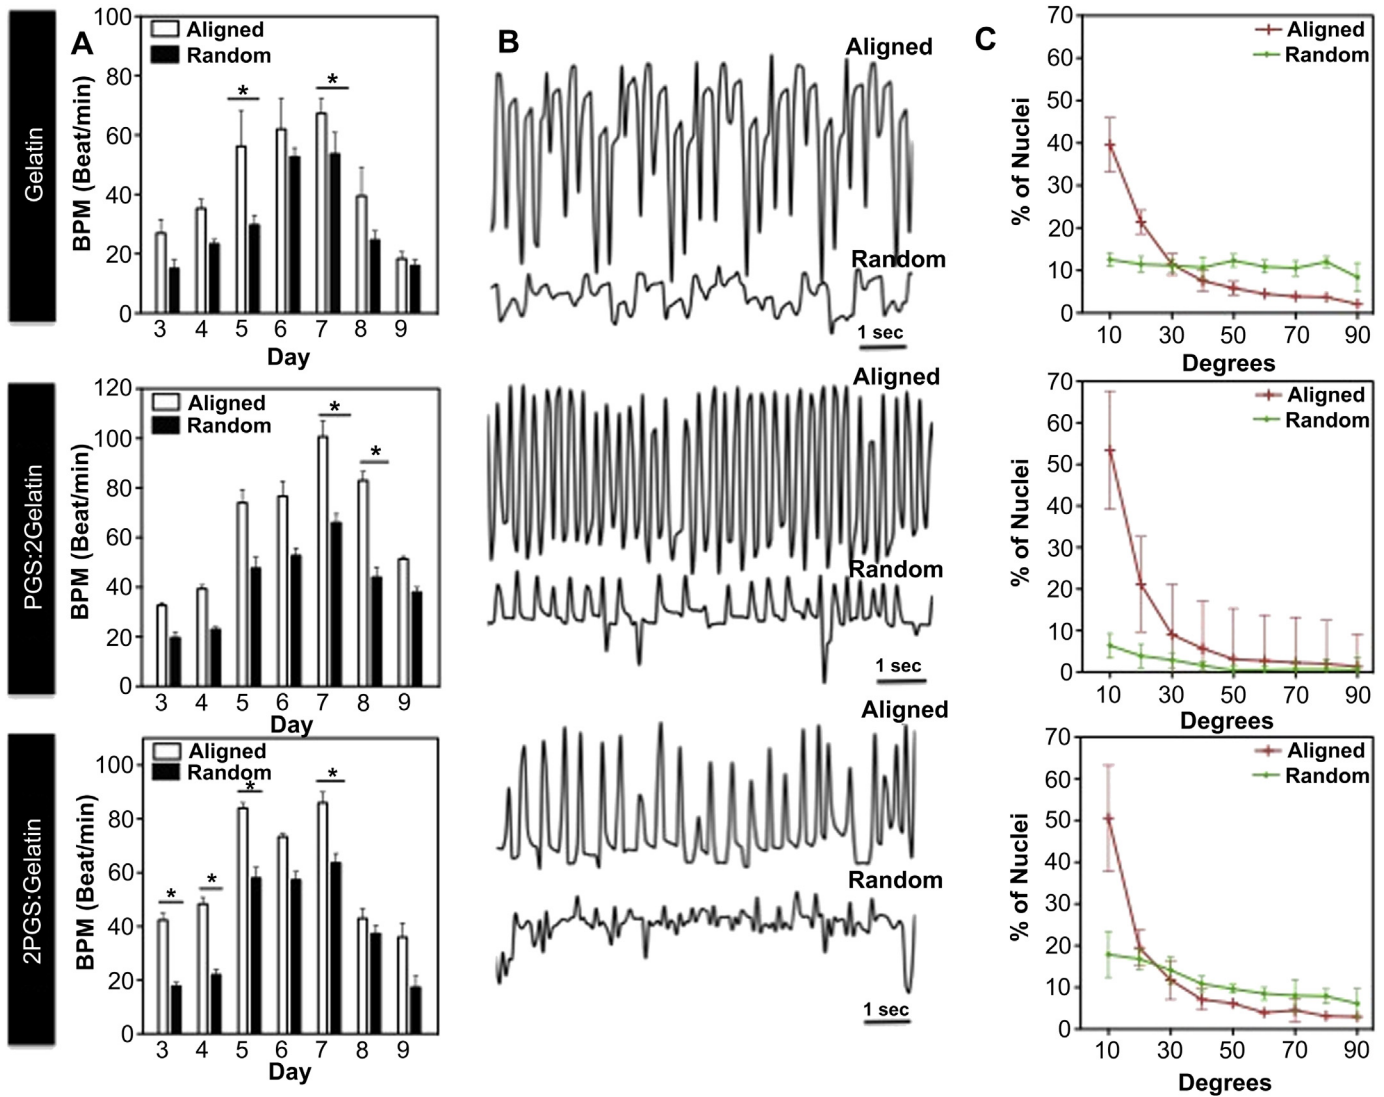 Gelatin
A
100
80
60
40
20
0
BPM (Beat/min)
Aligned
Random
*
*
3 4 5 6 7 8 9
Day
B
Aligned
Random
1 sec
C
70
60
50
40
30
20
10
0
% of Nuclei
Aligned
Random
10 30 50 70 90
Degrees
PGS:2Gelatin
120
100
80
60
40
20
0
BPM (Beat/min)
Aligned
Random
*
*
3 4 5 6 7 8 9
Day
Aligned
Random
1 sec
70
60
50
40
30
20
10
0
% of Nuclei
Aligned
Random
10 30 50 70 90
Degrees
2PGS:Gelatin
100
80
60
40
20
0
BPM (Beat/min)
Aligned
Random
*
*
*
*
3 4 5 6 7 8 9
Day
Aligned
Random
1 sec
70
60
50
40
30
20
10
0
% of Nuclei
Aligned
Random
10 30 50 70 90
Degrees